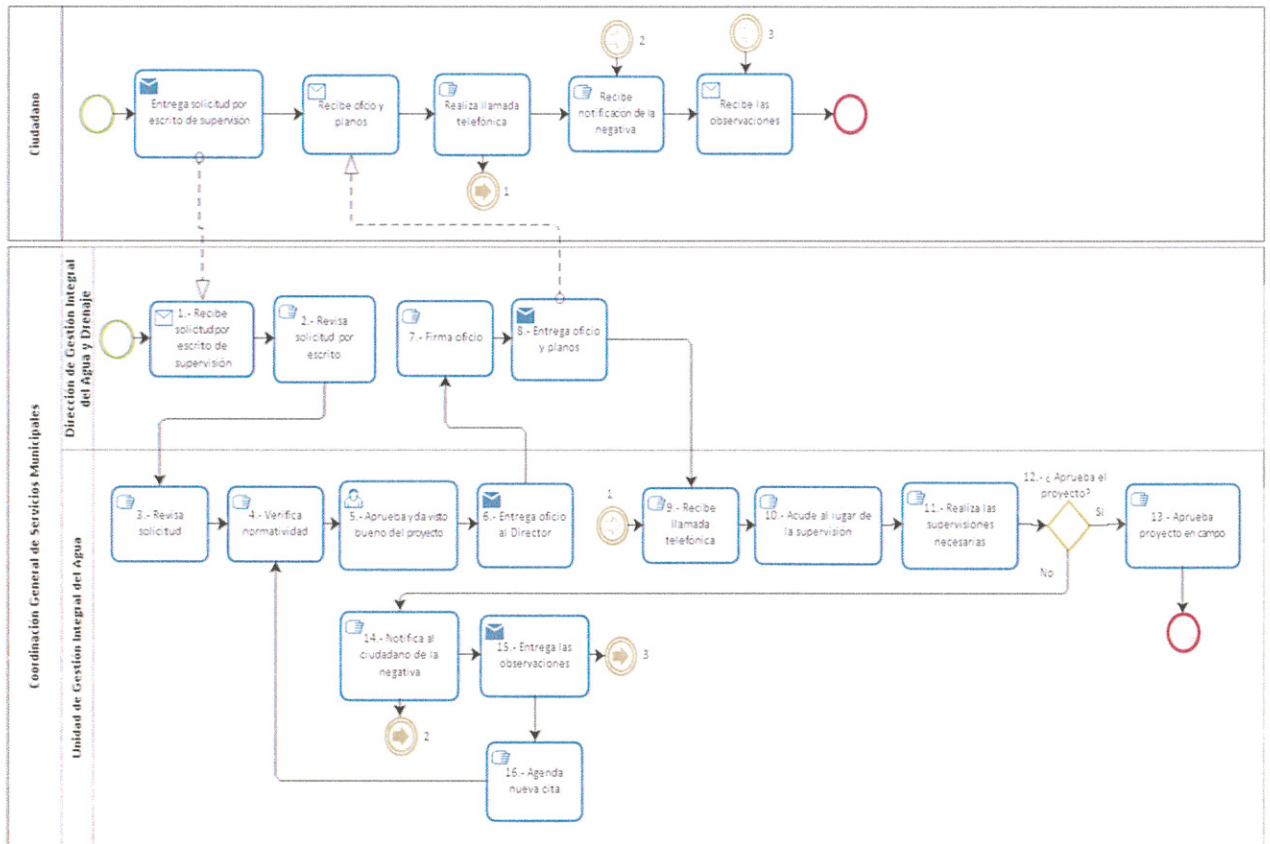 Ciudadano
Entrega solicitud por
escrito de supervisión
Recibe oficio y
planos
Realiza llamada
telefónica
1
2
Recibe
notificacion de la
negativa
3
Recibe las
observaciones
Coordinación General de Servicios Municipales
Dirección de Gestión Integral
del Agua y Drenaje
1.- Recibe
solicitud por
escrito de
supervisión
2.- Revisa
solicitud por
escrito
7.- Firma oficio
8.- Entrega oficio
y planos
Unidad de Gestión Integral del Agua
3.- Revisa
solicitud
4.- Verifica
normatividad
5.- Aprueba y da visto
bueno del proyecto
6.- Entrega oficio
al Director
1
9.- Recibe
llamada
telefónica
10.- Acude al lugar de
la supervisión
11.- Realiza las
supervisiones
necesarias
12.- ¿ Aprueba el
proyecto?
Si
No
13.- Aprueba
proyecto en campo
14.- Notifica al
ciudadano de la
negativa
2
15.- Entrega las
observaciones
3
16.- Agenda
nueva cita